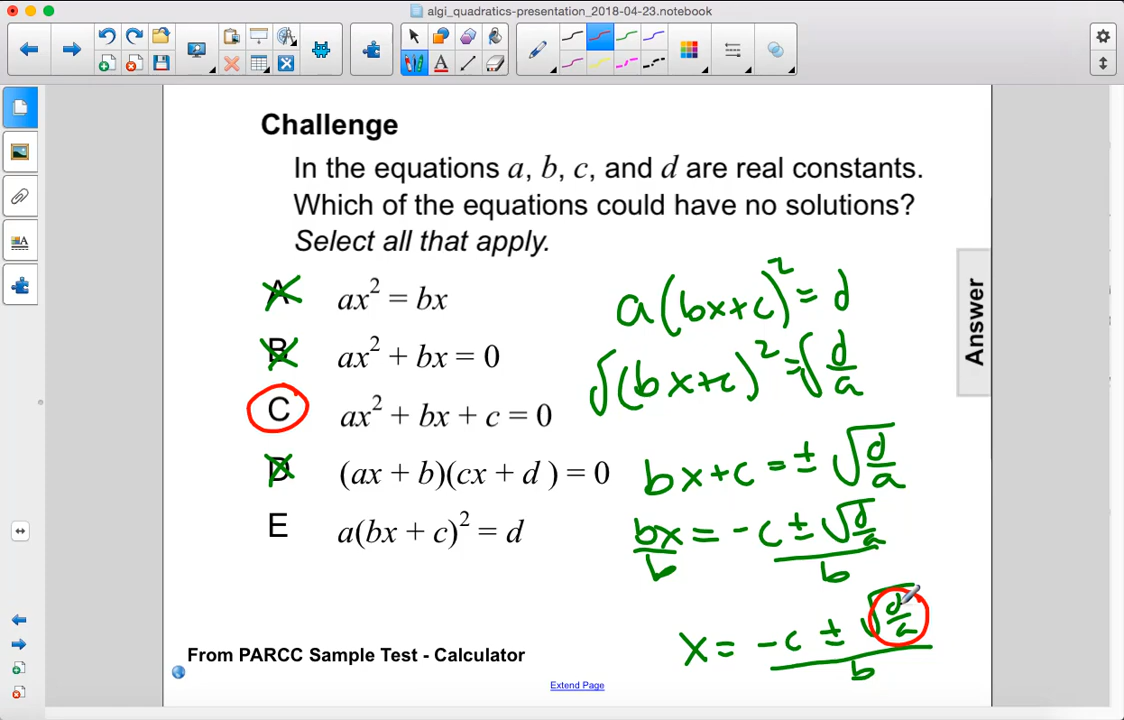 algi_quadratics-presentation_2018-04-23.notebook
Challenge
In the equations a, b, c, and d are real constants.
Which of the equations could have no solutions?
Select all that apply.
A ax² = bx
B ax² + bx = 0
C ax² + bx + c = 0
D (ax + b)(cx + d ) = 0
E a(bx + c)² = d
a(bx+c)² = d
√(bx+c)² = √d/a
bx+c = ± √d/a
bx/b = -c ± √d/a / b
x = -c ± √d/a / b
Answer
From PARCC Sample Test - Calculator
Extend Page